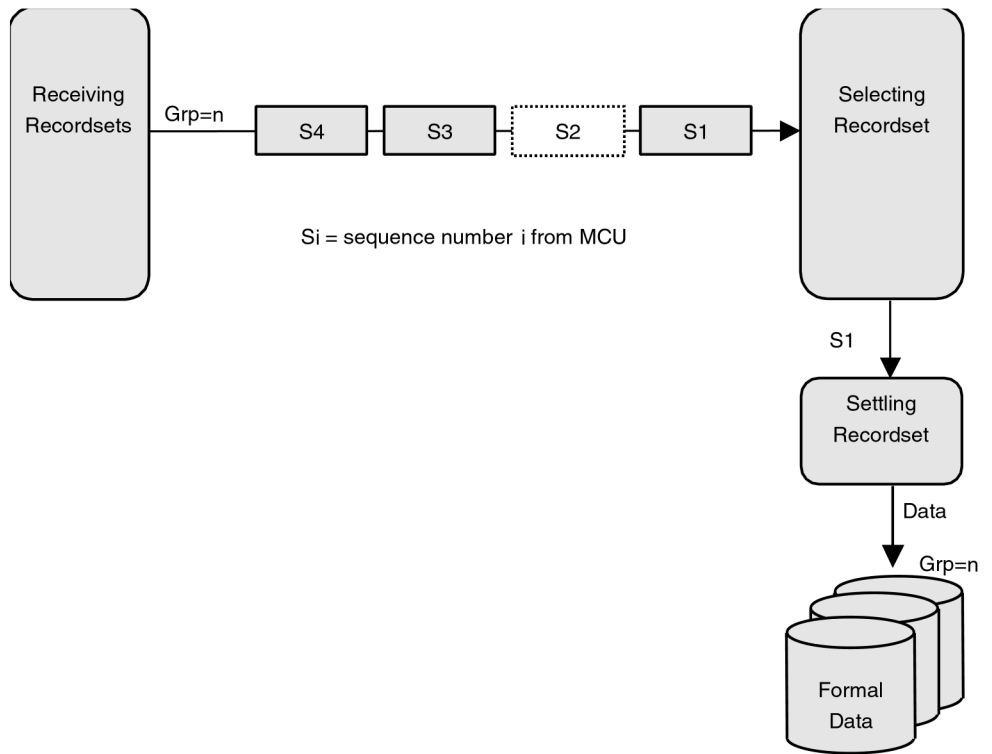 Receiving
Recordsets
Grp=n
S4
S3
S2
S1
Selecting
Recordset
Si = sequence number i from MCU
S1
Settling
Recordset
Data
Grp=n
Formal
Data